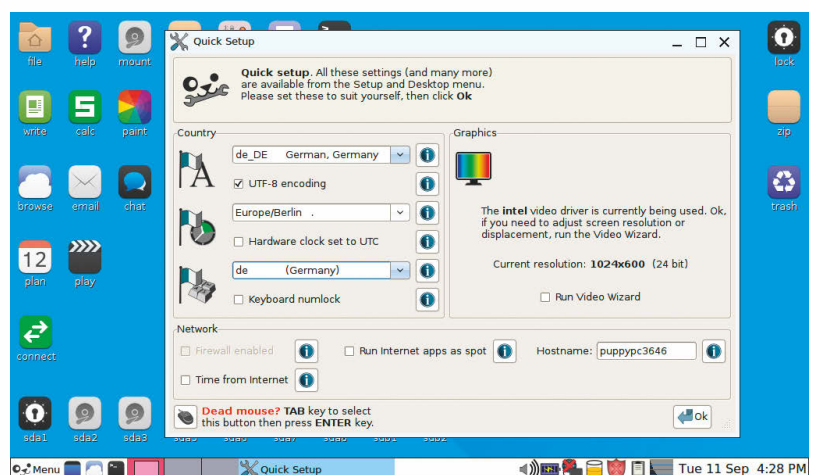 Quick Setup
file
help
mount
lock
Quick setup. All these settings (and many more)
are available from the Setup and Desktop
menu.
Please set these to suit yourself, then click Ok
write
calc
paint
zip
Country
Graphics
de_DE German, Germany
UTF-8 encoding
browse
email
chat
trash
Europe/Berlin .
The intel video driver is currently being used. Ok,
if you need to adjust screen resolution or
displacement, run the Video Wizard.
Hardware clock set to UTC
12
plan
play
de (Germany)
Current resolution: 1024x600 (24 bit)
Keyboard numlock
Run Video Wizard
Network
connect
Firewall enabled
Run Internet apps as spot
Hostname: puppypc3646
Time from Internet
Dead mouse? TAB key to select
this button then press ENTER key.
Ok
sda1
sda2
sda3
Menu
Quick Setup
Tue 11 Sep 4:28 PM